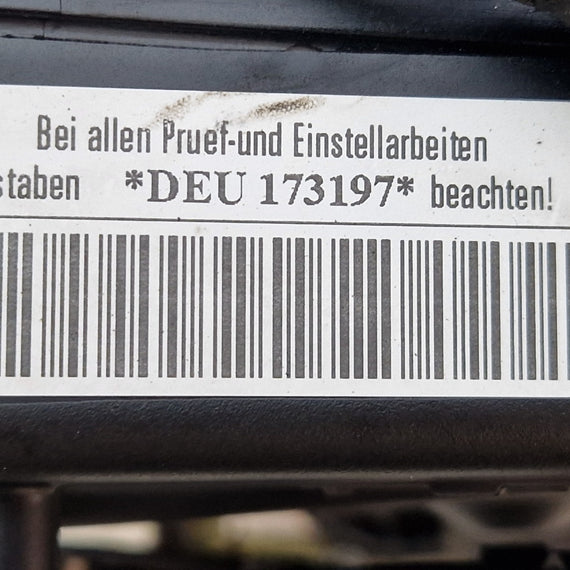 Bei allen Pruef-und Einstellarbeiten
staben *DEU 173197* beachten!